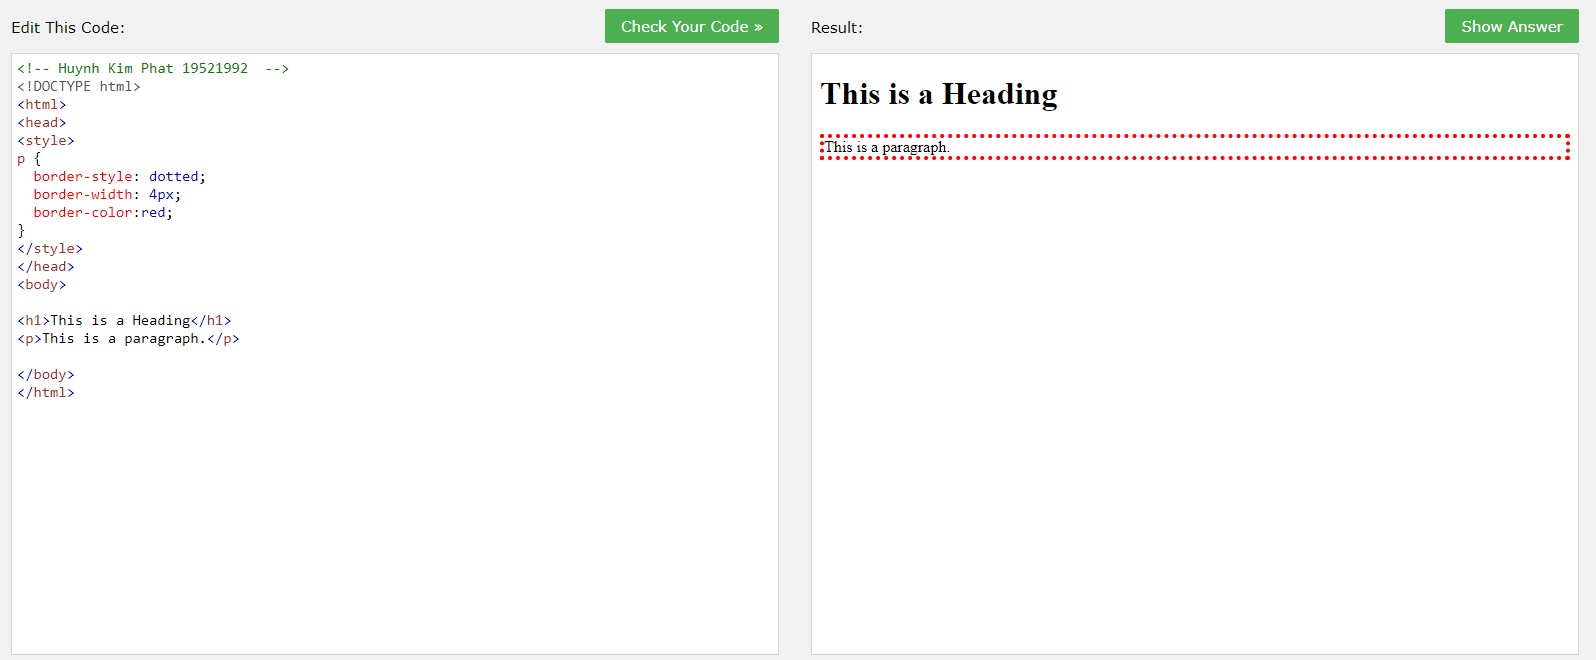 Edit This Code:
Check Your Code »
<!-- Huynh Kim Phat 19521992  -->
<!DOCTYPE html>
<html>
<head>
<style>
p {
  border-style: dotted;
  border-width: 4px;
  border-color:red;
}
</style>
</head>
<body>

<h1>This is a Heading</h1>
<p>This is a paragraph.</p>

</body>
</html>
Result:
Show Answer
This is a Heading
This is a paragraph.